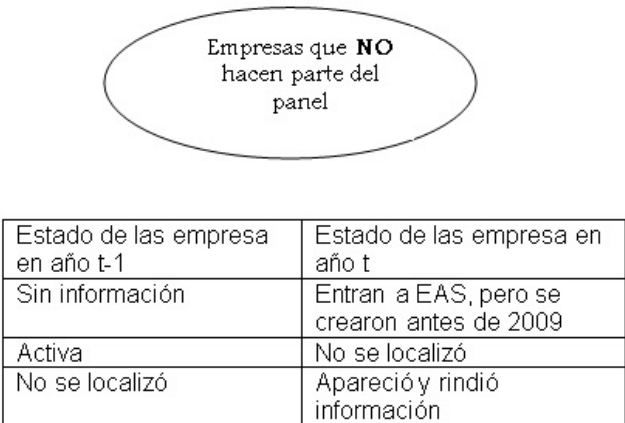 Empresas que NO
hacen parte del
panel
Estado de las empresa
en año t-1
Estado de las empresa en
año t
Sin información
Entran a EAS, pero se
crearon antes de 2009
Activa
No se localizó
No se localizó
Apareció y rindió
información